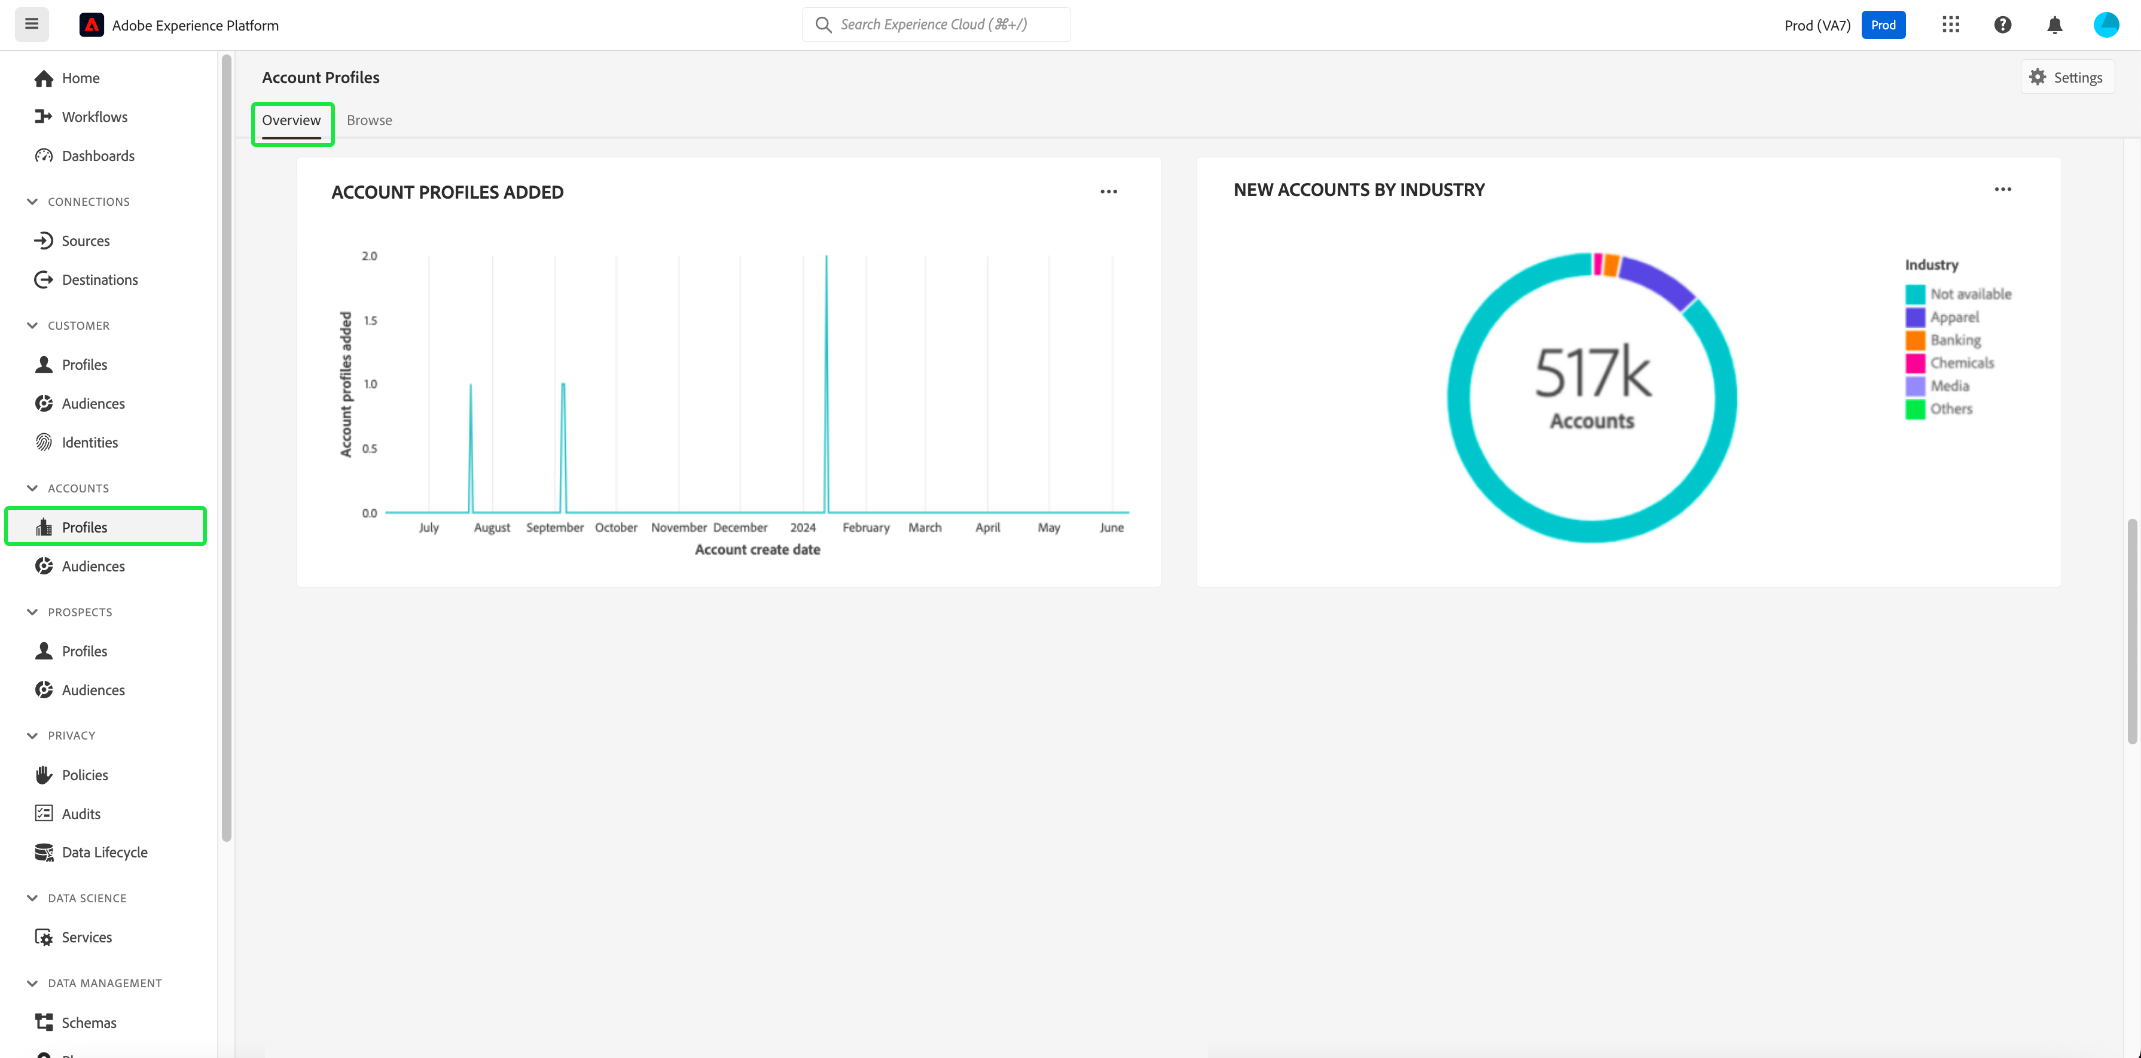 Adobe Experience Platform
Search Experience Cloud (⌘+/)
Prod (VA7)
Prod
Home
Workflows
Dashboards
CONNECTIONS
Sources
Destinations
CUSTOMER
Profiles
Audiences
Identities
ACCOUNTS
Profiles
Audiences
PROSPECTS
Profiles
Audiences
PRIVACY
Policies
Audits
Data Lifecycle
DATA SCIENCE
Services
DATA MANAGEMENT
Schemas
Account Profiles
Settings
Overview
Browse
ACCOUNT PROFILES ADDED
Account profiles added
2.0
1.5
1.0
0.5
0.0
July August September October November December 2024 February March April May June
Account create date
NEW ACCOUNTS BY INDUSTRY
517k
Accounts
Industry
Not available
Apparel
Banking
Chemicals
Media
Others